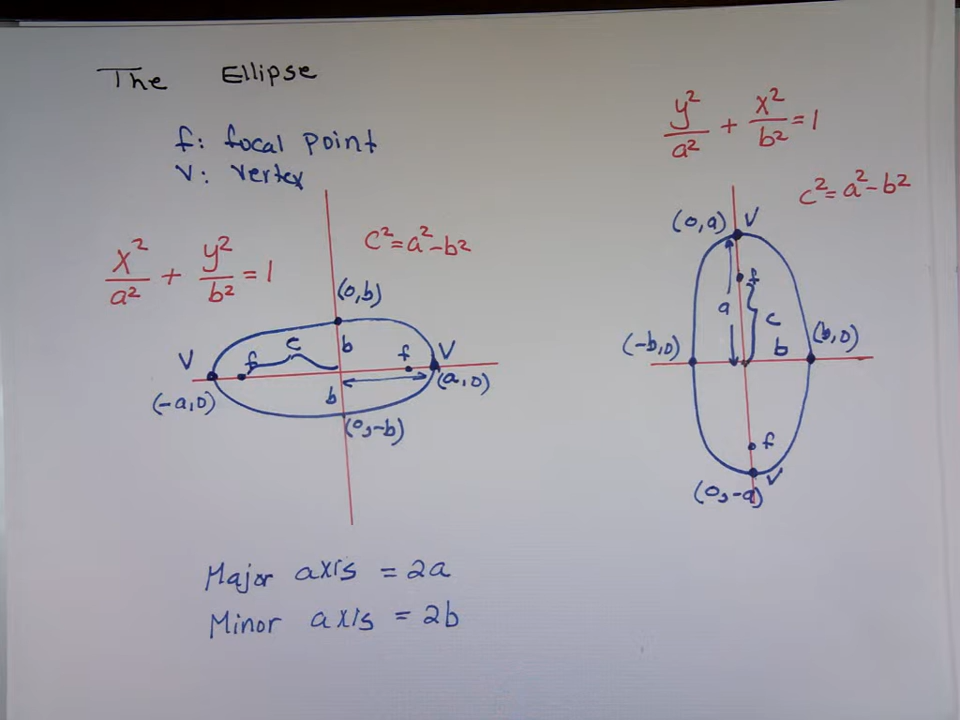 The Ellipse
f: focal point
v: vertex
x²/a² + y²/b² = 1
c²=a²-b²
(0,b)
V
f
c
b
f
V
(-a,0)
b
(a,0)
(0,-b)
y²/a² + x²/b² = 1
c²=a²-b²
(0,a) V
f
a
c
(-b,0)
b
(b,0)
f
V
(0,-a)
Major axis = 2a
Minor axis = 2b